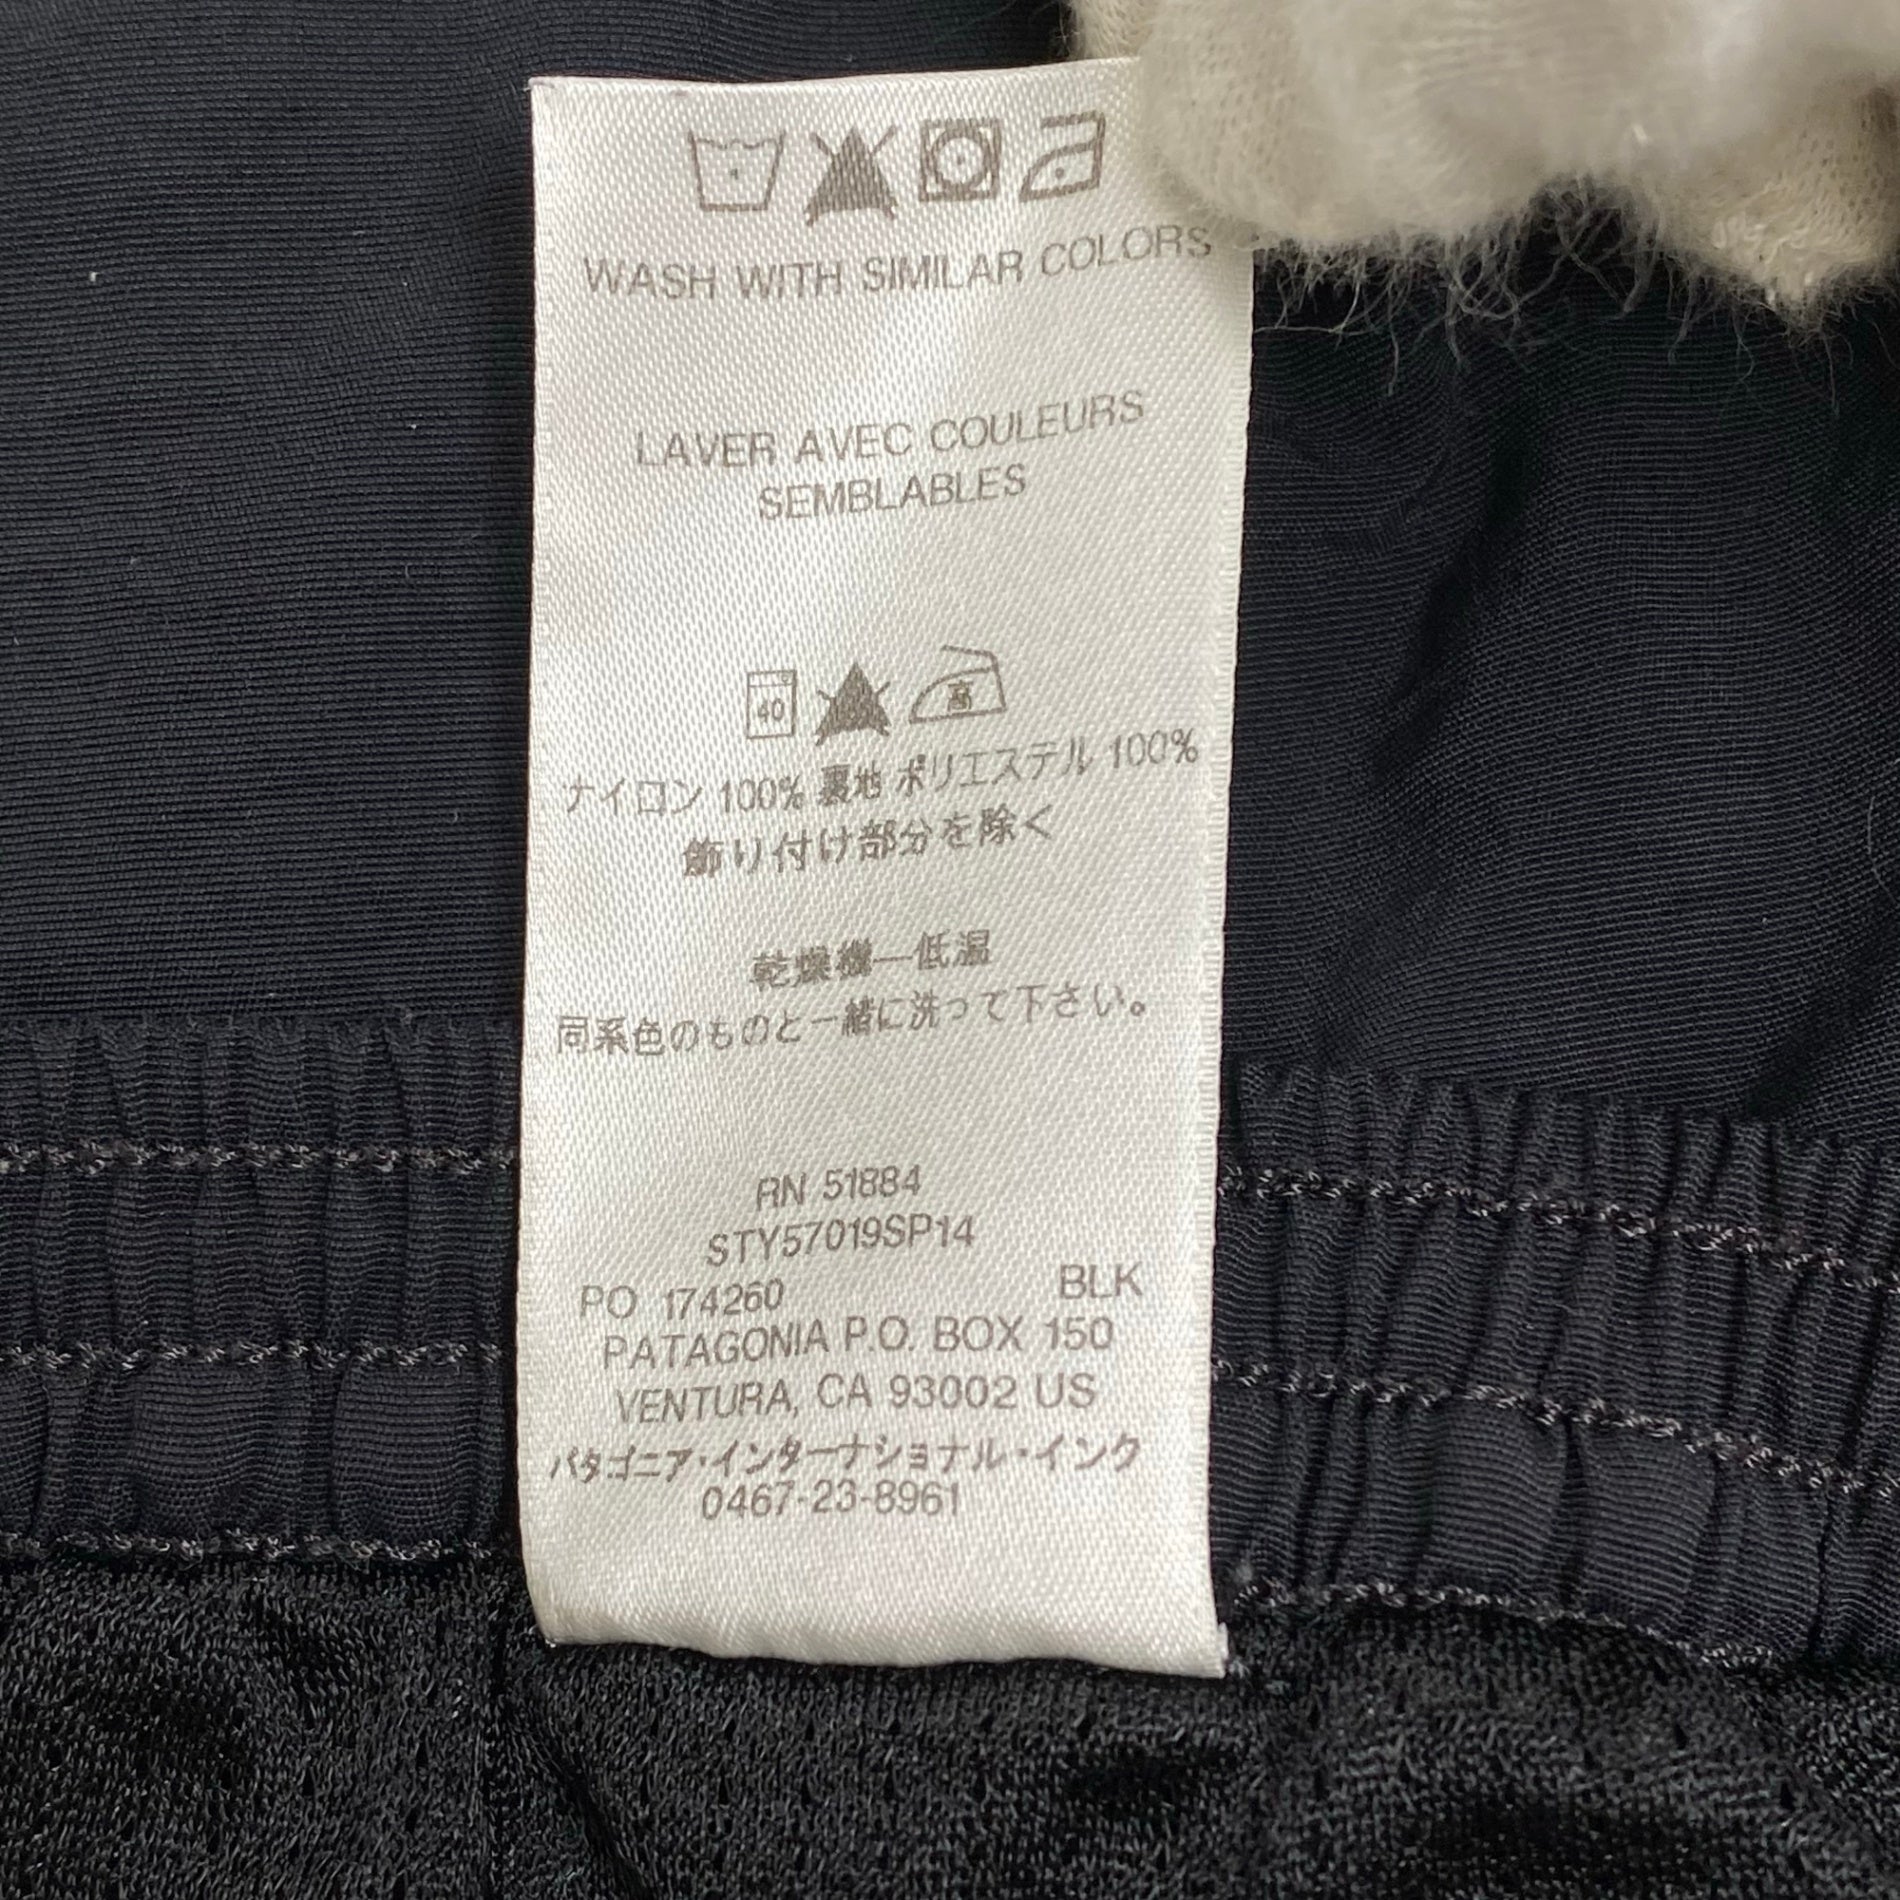 WASH WITH SIMILAR COLORS
LAVER AVEC COULEURS
SEMBLABLES
40 高
ナイロン 100% 裏地 ポリエステル 100%
飾り付け部分を除く
乾燥機—低温
同系色のものと一緒に洗って下さい。
RN 51884
STY57019SP14
PO 174260 BLK
PATAGONIA P.O. BOX 150
VENTURA, CA 93002 US
パタゴニア・インターナショナル・インク
0467-23-8961